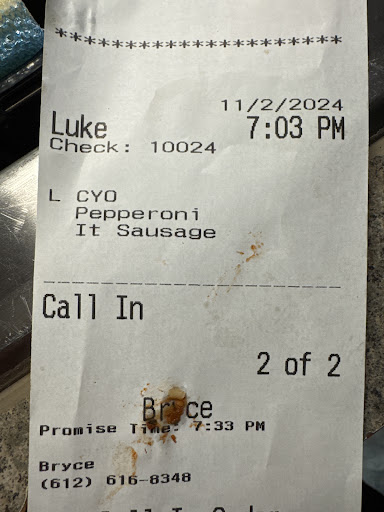 ********************
11/2/2024
Luke 7:03 PM
Check: 10024
L CYO
Pepperoni
It Sausage
Call In
2 of 2
Bryce
Promise Time: 7:33 PM
Bryce
(612) 616-8348